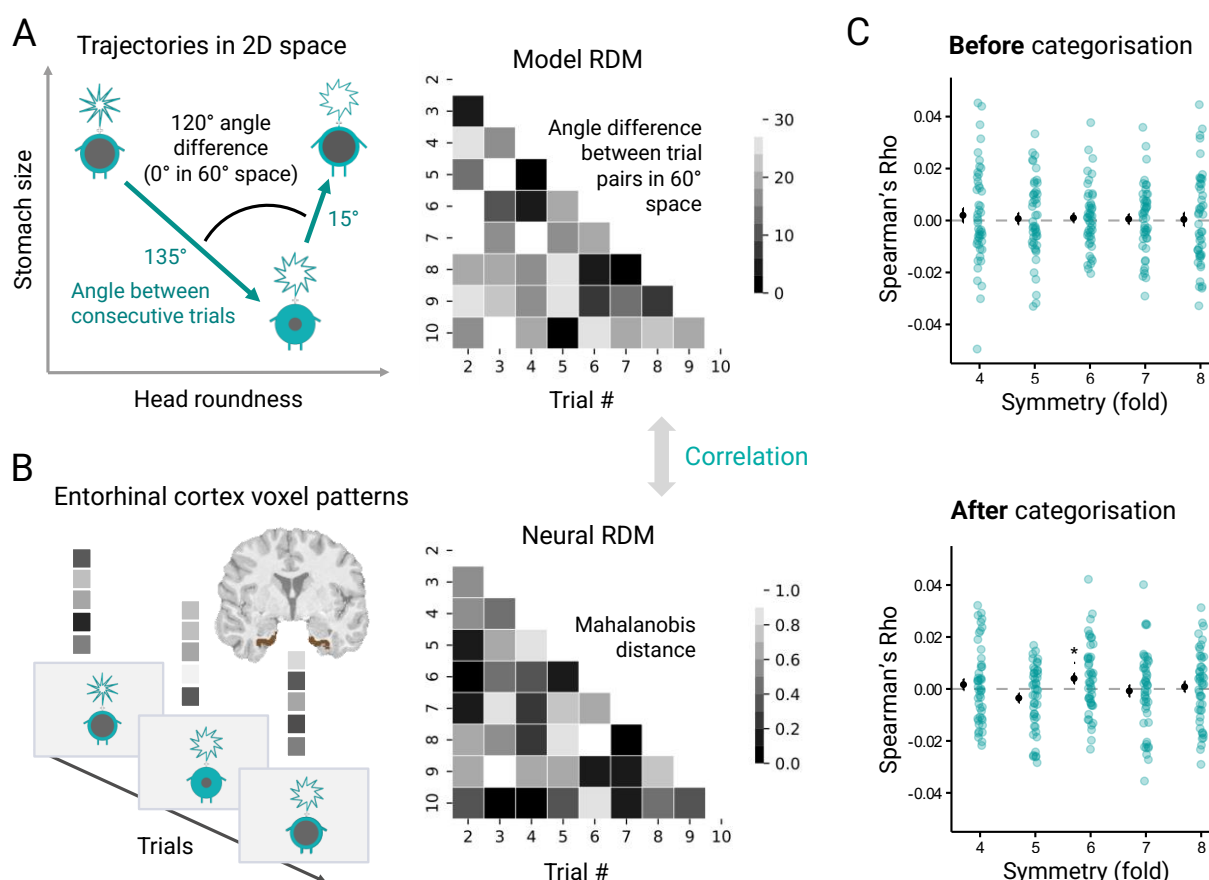 A
Trajectories in 2D space
Stomach size
120° angle
difference
(0° in 60° space)
135°
15°
Angle between
consecutive trials
Head roundness
Model RDM
Angle difference
between trial
pairs in 60°
space
2
3
4
5
6
7
8
9
10
2 3 4 5 6 7 8 9 10
Trial #
30
20
10
0
Correlation
B
Entorhinal cortex voxel patterns
Trials
Neural RDM
Mahalanobis
distance
2
3
4
5
6
7
8
9
10
2 3 4 5 6 7 8 9 10
Trial #
1.0
0.8
0.6
0.4
0.2
0.0
C
Before categorisation
Spearman's Rho
0.04
0.02
0.00
-0.02
-0.04
4 5 6 7 8
Symmetry (fold)
After categorisation
Spearman's Rho
0.04
0.02
0.00
-0.02
-0.04
*
4 5 6 7 8
Symmetry (fold)